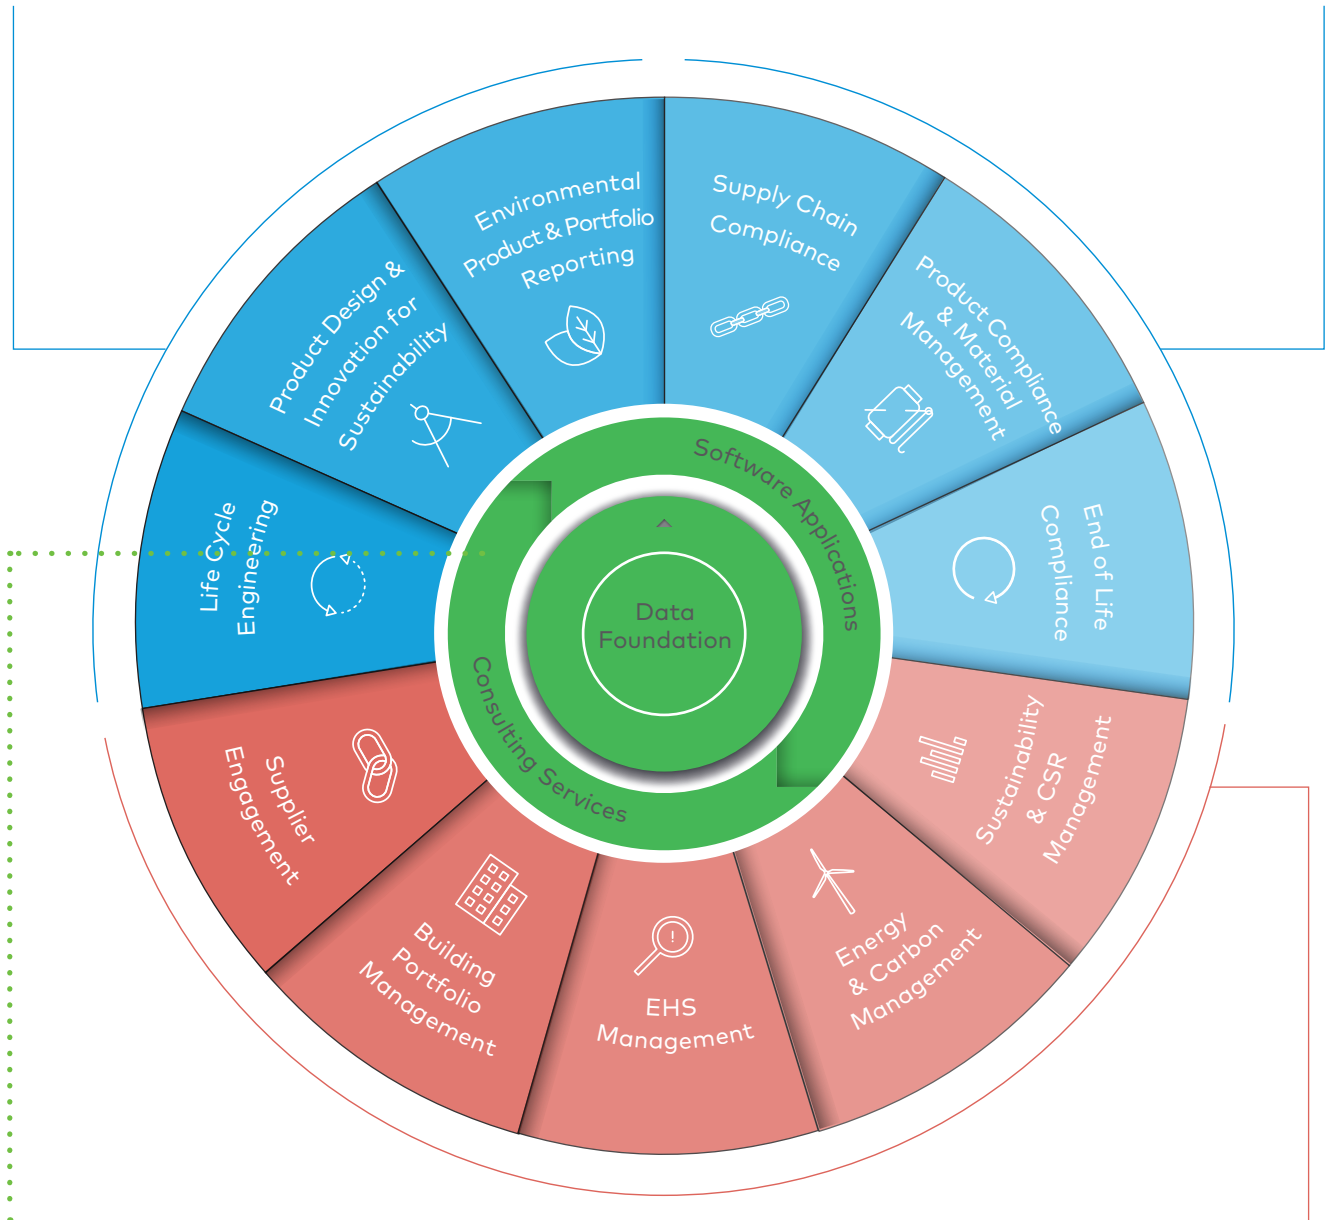 Environmental
Product & Portfolio
Reporting
Supply Chain
Compliance
Product Compliance
& Material
Management
End of Life
Compliance
Sustainability
& CSR
Management
Energy
& Carbon
Management
EHS
Management
Building
Portfolio
Management
Supplier
Engagement
Life Cycle
Engineering
Product Design &
Innovation for
Sustainability
Software Applications
Consulting Services
Data
Foundation
!